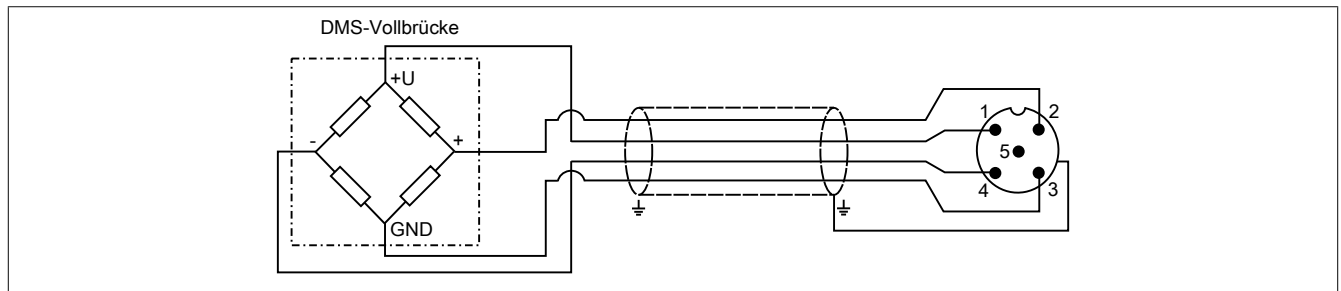 DMS-Vollbrücke
+U
- +
GND
1 2
5
4 3